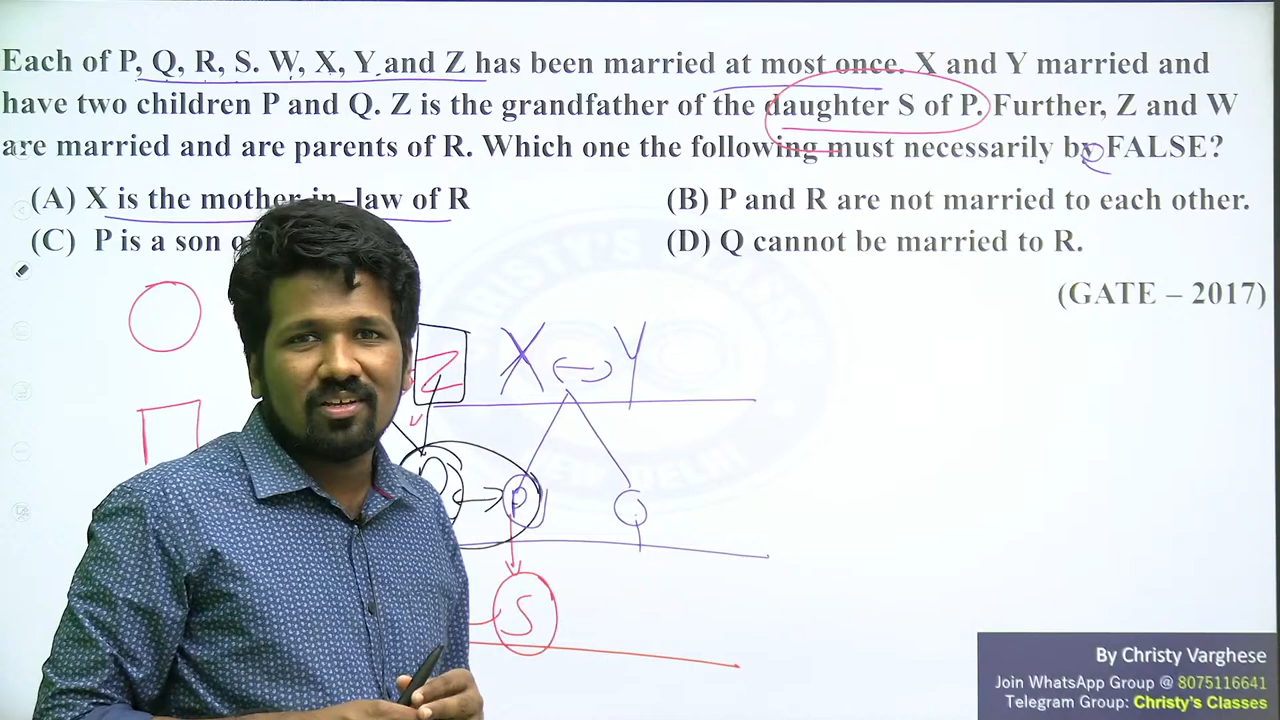 Each of P, Q, R, S. W, X, Y and Z has been married at most once. X and Y married and
have two children P and Q. Z is the grandfather of the daughter S of P. Further, Z and W
are married and are parents of R. Which one the following must necessarily by FALSE?
(A) X is the mother in–law of R
(B) P and R are not married to each other.
(C) P is a son
(D) Q cannot be married to R.
(GATE – 2017)
Z X Y
P
S
By Christy Varghese
Join WhatsApp Group @ 8075116641
Telegram Group: Christy's Classes